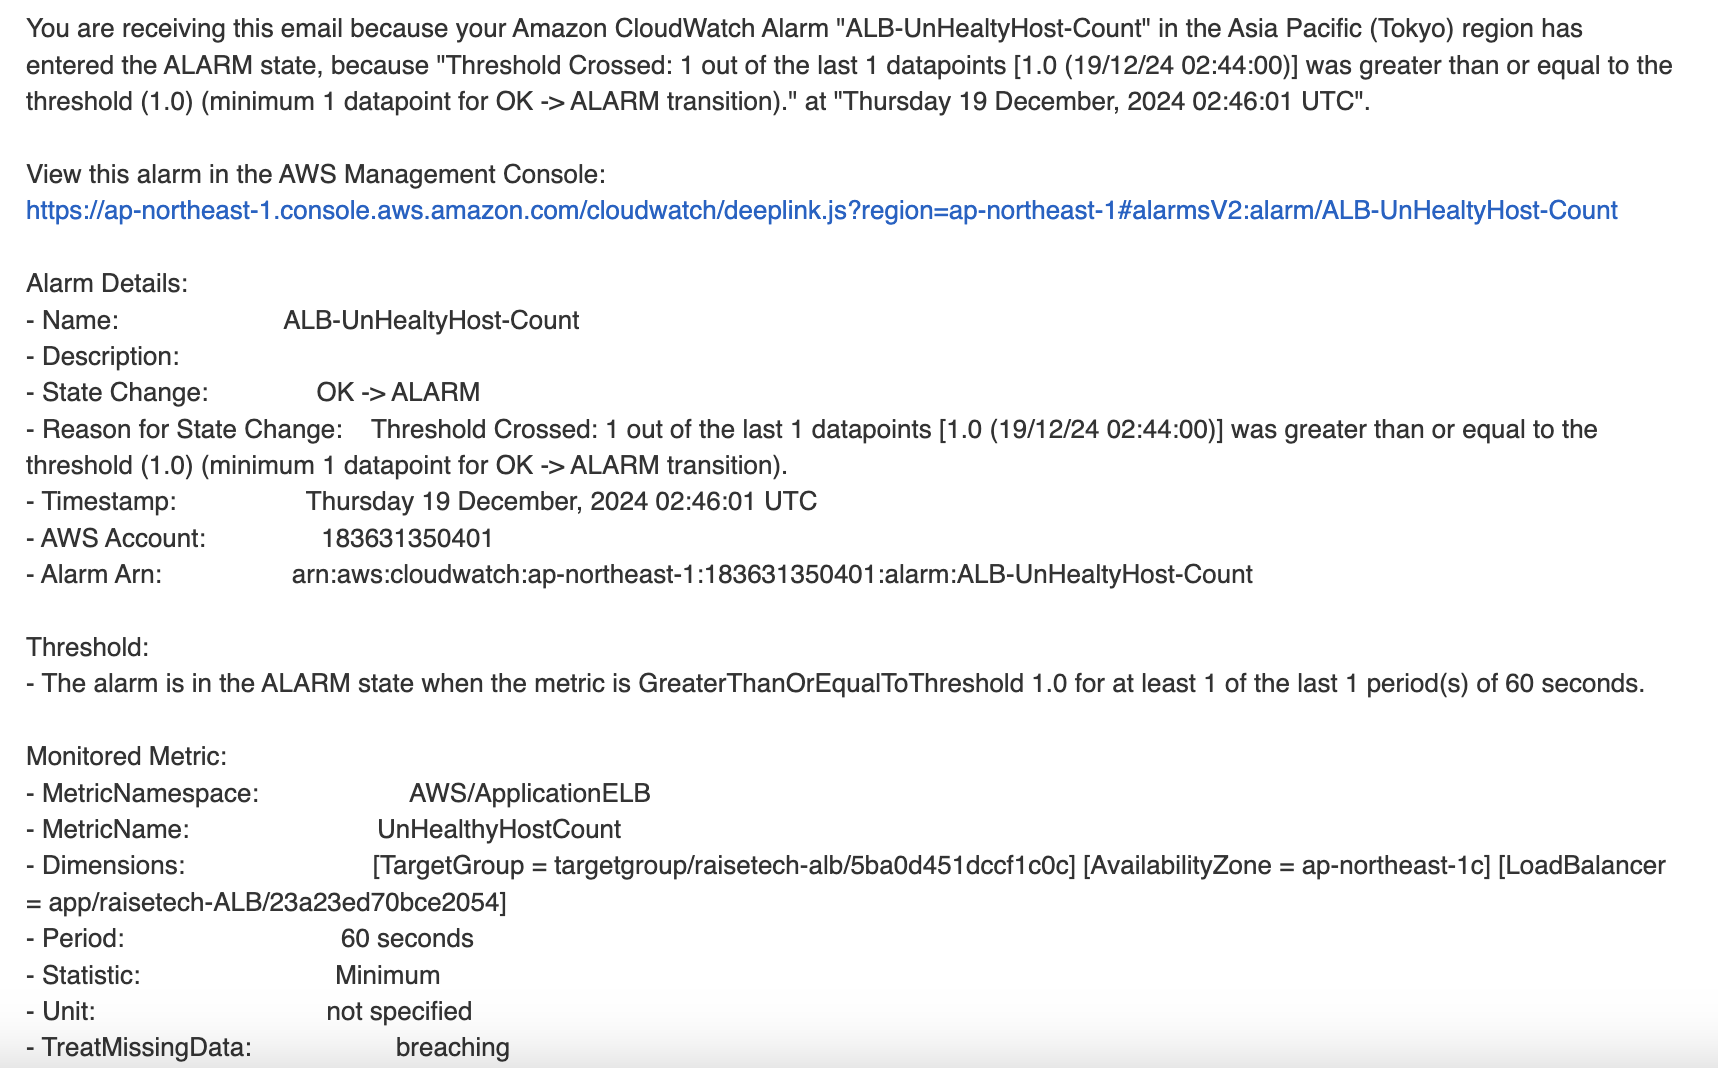 You are receiving this email because your Amazon CloudWatch Alarm "ALB-UnHealtyHost-Count" in the Asia Pacific (Tokyo) region has
entered the ALARM state, because "Threshold Crossed: 1 out of the last 1 datapoints [1.0 (19/12/24 02:44:00)] was greater than or equal to the
threshold (1.0) (minimum 1 datapoint for OK -> ALARM transition)." at "Thursday 19 December, 2024 02:46:01 UTC".
View this alarm in the AWS Management Console:
https://ap-northeast-1.console.aws.amazon.com/cloudwatch/deeplink.js?region=ap-northeast-1#alarmsV2:alarm/ALB-UnHealtyHost-Count
Alarm Details:
- Name: ALB-UnHealtyHost-Count
- Description:
- State Change: OK -> ALARM
- Reason for State Change: Threshold Crossed: 1 out of the last 1 datapoints [1.0 (19/12/24 02:44:00)] was greater than or equal to the
threshold (1.0) (minimum 1 datapoint for OK -> ALARM transition).
- Timestamp: Thursday 19 December, 2024 02:46:01 UTC
- AWS Account: 183631350401
- Alarm Arn: arn:aws:cloudwatch:ap-northeast-1:183631350401:alarm:ALB-UnHealtyHost-Count
Threshold:
- The alarm is in the ALARM state when the metric is GreaterThanOrEqualToThreshold 1.0 for at least 1 of the last 1 period(s) of 60 seconds.
Monitored Metric:
- MetricNamespace: AWS/ApplicationELB
- MetricName: UnHealthyHostCount
- Dimensions: [TargetGroup = targetgroup/raisetech-alb/5ba0d451dccf1c0c] [AvailabilityZone = ap-northeast-1c] [LoadBalancer
= app/raisetech-ALB/23a23ed70bce2054]
- Period: 60 seconds
- Statistic: Minimum
- Unit: not specified
- TreatMissingData: breaching